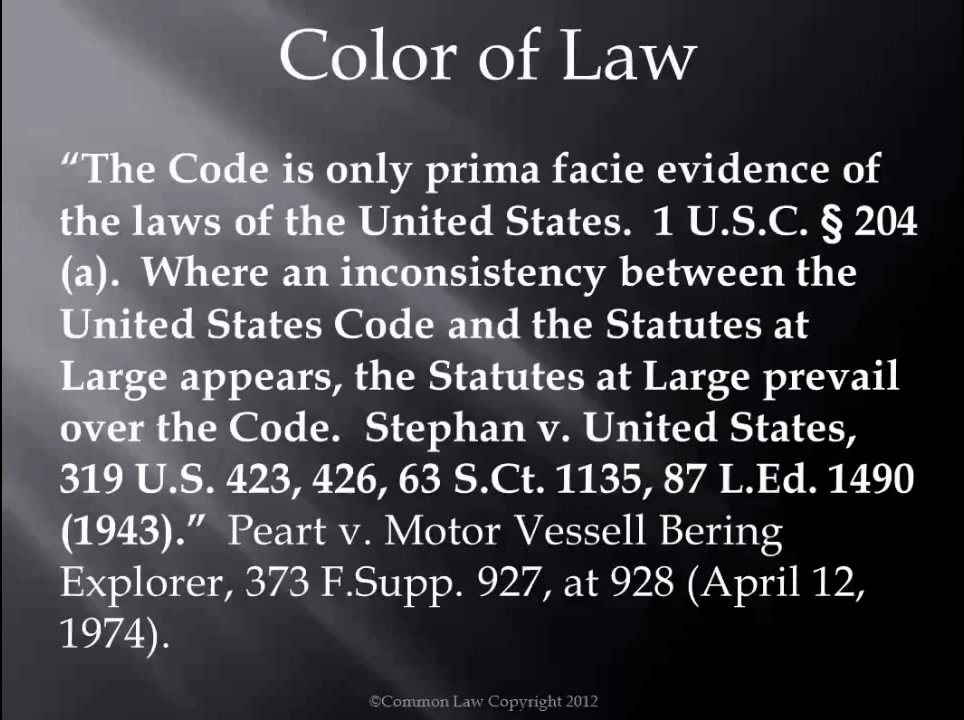 Color of Law
“The Code is only prima facie evidence of
the laws of the United States.  1 U.S.C. § 204
(a).  Where an inconsistency between the
United States Code and the Statutes at
Large appears, the Statutes at Large prevail
over the Code.  Stephan v. United States,
319 U.S. 423, 426, 63 S.Ct. 1135, 87 L.Ed. 1490
(1943).”  Peart v. Motor Vessell Bering
Explorer, 373 F.Supp. 927, at 928 (April 12,
1974).
©Common Law Copyright 2012